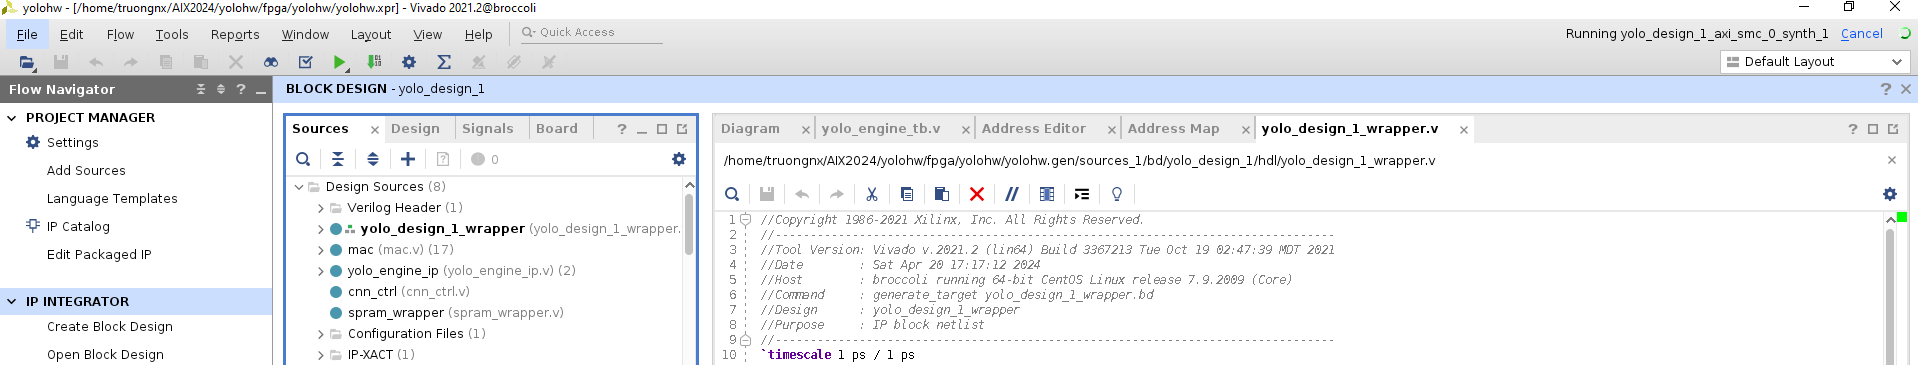 yolohw - [/home/truongnx/AIX2024/yolohw/fpga/yolohw/yolohw.xpr] - Vivado 2021.2@broccoli
File Edit Flow Tools Reports Window Layout View Help Quick Access Running yolo_design_1_axi_smc_0_synth_1 Cancel
Default Layout
Flow Navigator
BLOCK DESIGN - yolo_design_1
PROJECT MANAGER
Settings
Add Sources
Language Templates
IP Catalog
Edit Packaged IP
IP INTEGRATOR
Create Block Design
Open Block Design
Sources Design Signals Board
0
Design Sources (8)
Verilog Header (1)
yolo_design_1_wrapper (yolo_design_1_wrapper.
mac (mac.v) (17)
yolo_engine_ip (yolo_engine_ip.v) (2)
cnn_ctrl (cnn_ctrl.v)
spram_wrapper (spram_wrapper.v)
Configuration Files (1)
IP-XACT (1)
Diagram yolo_engine_tb.v Address Editor Address Map yolo_design_1_wrapper.v
/home/truongnx/AIX2024/yolohw/fpga/yolohw/yolohw.gen/sources_1/bd/yolo_design_1/hdl/yolo_design_1_wrapper.v
1 //Copyright 1986-2021 Xilinx, Inc. All Rights Reserved.
2 //--------------------------------------------------------------------------------
3 //Tool Version: Vivado v.2021.2 (lin64) Build 3367213 Tue Oct 19 02:47:39 MDT 2021
4 //Date        : Sat Apr 20 17:17:12 2024
5 //Host        : broccoli running 64-bit CentOS Linux release 7.9.2009 (Core)
6 //Command     : generate_target yolo_design_1_wrapper.bd
7 //Design      : yolo_design_1_wrapper
8 //Purpose     : IP block netlist
9 //--------------------------------------------------------------------------------
10 `timescale 1 ps / 1 ps